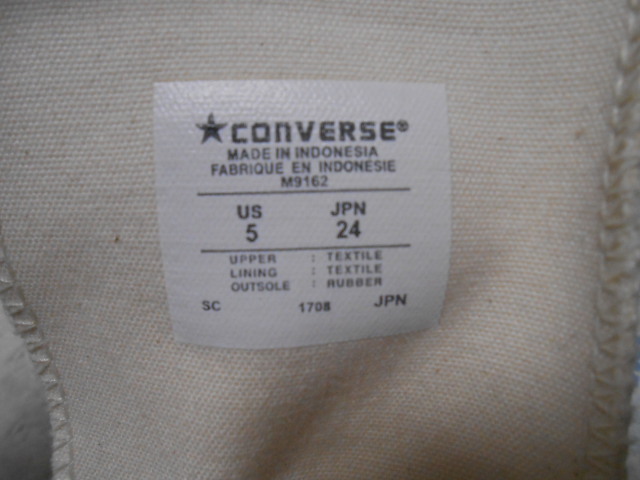 ★CONVERSE®
MADE IN INDONESIA
FABRIQUE EN INDONESIE
M9162
US JPN
5 24
UPPER : TEXTILE
LINING : TEXTILE
OUTSOLE : RUBBER
SC 1708 JPN